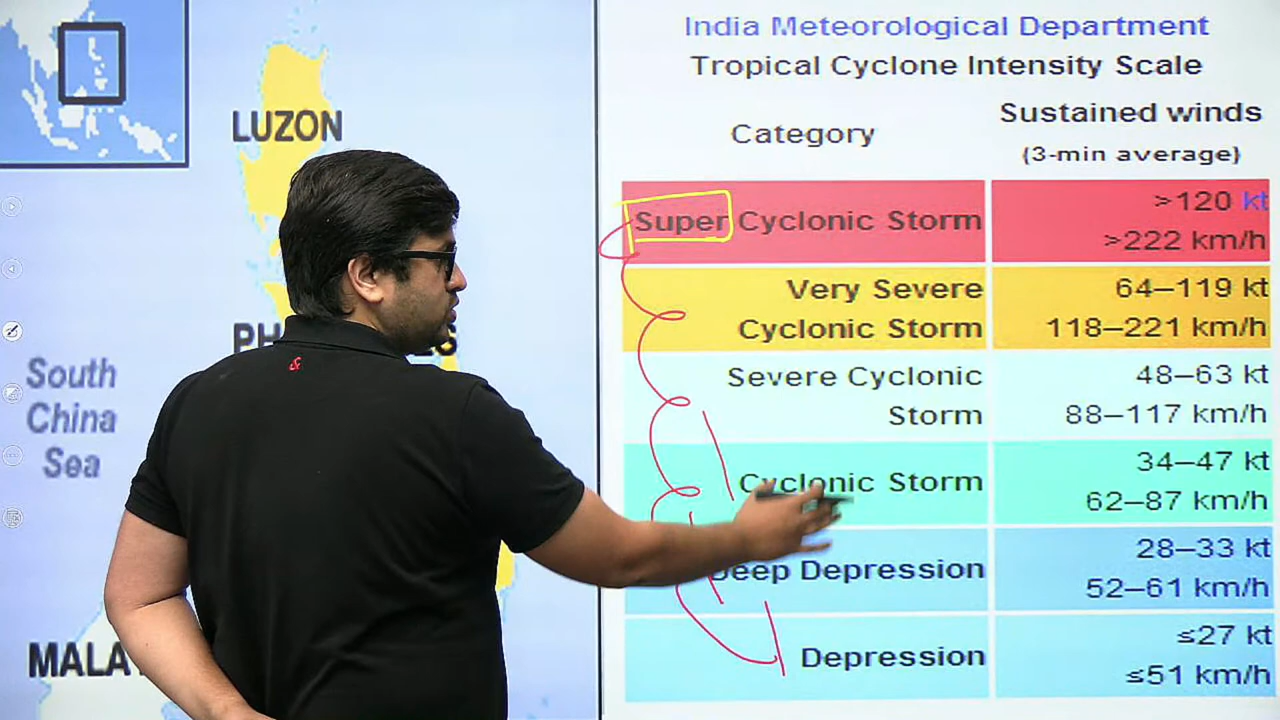 LUZON
South
China
Sea
India Meteorological Department
Tropical Cyclone Intensity Scale
Category
Sustained winds
(3-min average)
Super Cyclonic Storm
>120 kt
>222 km/h
Very Severe
Cyclonic Storm
64–119 kt
118–221 km/h
Severe Cyclonic
Storm
48–63 kt
88–117 km/h
Cyclonic Storm
34–47 kt
62–87 km/h
Deep Depression
28–33 kt
52–61 km/h
Depression
≤27 kt
≤51 km/h